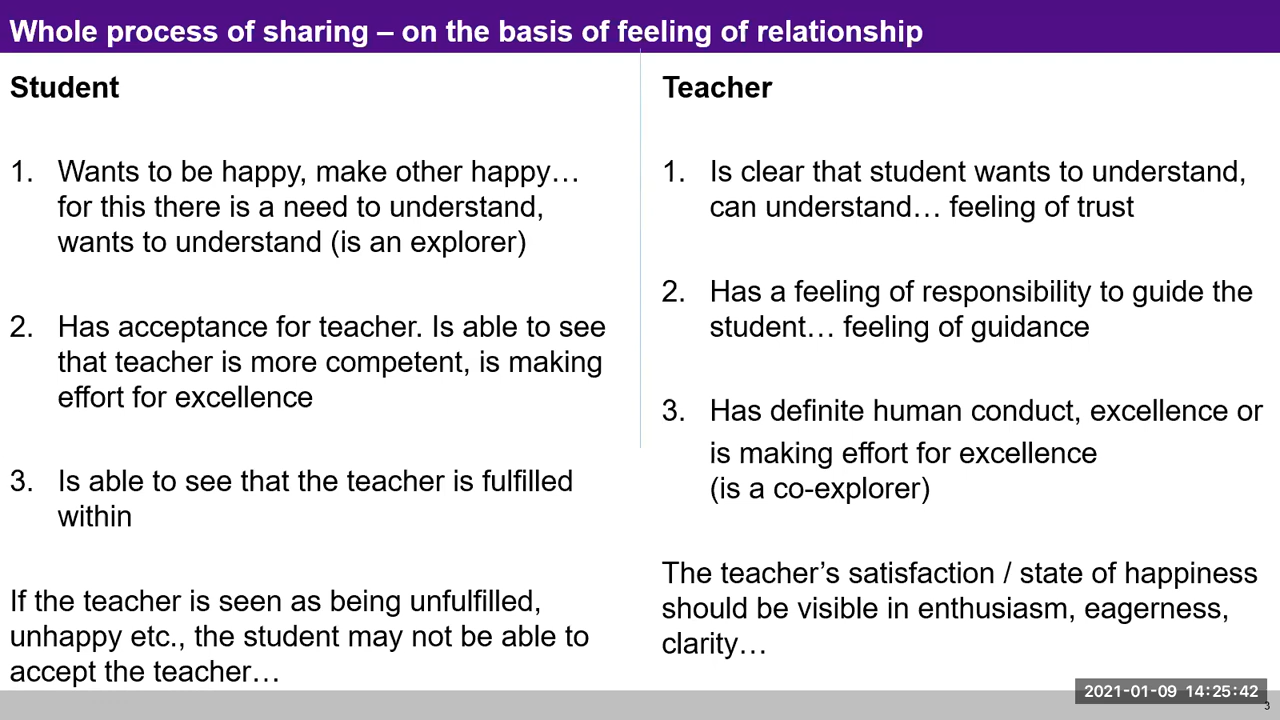 Whole process of sharing – on the basis of feeling of relationship
Student
1. Wants to be happy, make other happy…
for this there is a need to understand,
wants to understand (is an explorer)
2. Has acceptance for teacher. Is able to see
that teacher is more competent, is making
effort for excellence
3. Is able to see that the teacher is fulfilled
within
If the teacher is seen as being unfulfilled,
unhappy etc., the student may not be able to
accept the teacher…
Teacher
1. Is clear that student wants to understand,
can understand… feeling of trust
2. Has a feeling of responsibility to guide the
student… feeling of guidance
3. Has definite human conduct, excellence or
is making effort for excellence
(is a co-explorer)
The teacher’s satisfaction / state of happiness
should be visible in enthusiasm, eagerness,
clarity…
2021-01-09 14:25:42
3